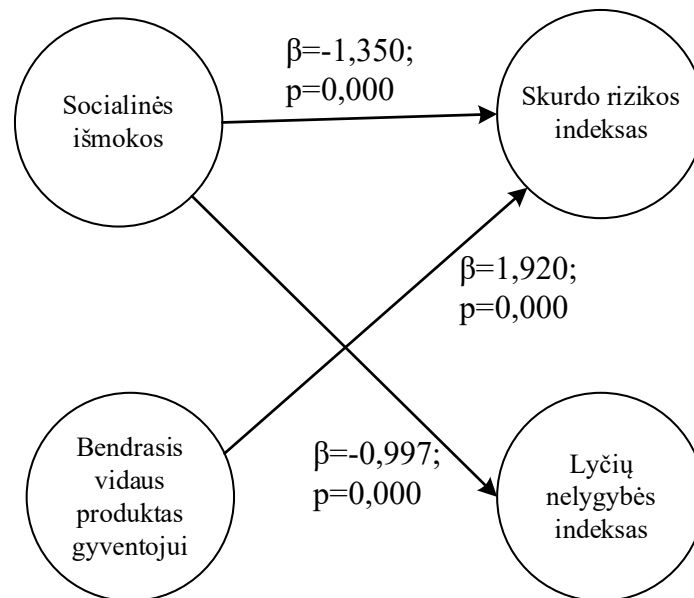 β=-1,350;
p=0,000
Socialinės
išmokos
Skurdo rizikos
indeksas
β=1,920;
p=0,000
Bendrasis
vidaus
produktas
gyventojui
β=-0,997;
p=0,000
Lyčių
nelygybės
indeksas